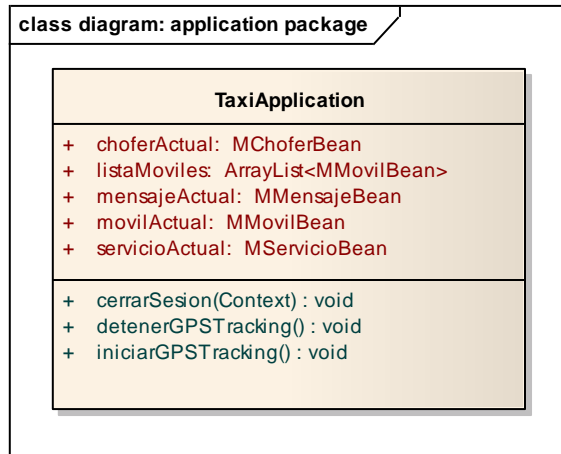 class diagram: application package
TaxiApplication
+ choferActual: MChoferBean
+ listaMoviles: ArrayList<MMovilBean>
+ mensajeActual: MMensajeBean
+ movilActual: MMovilBean
+ servicioActual: MServicioBean
+ cerrarSesion(Context) : void
+ detenerGPSTracking() : void
+ iniciarGPSTracking() : void